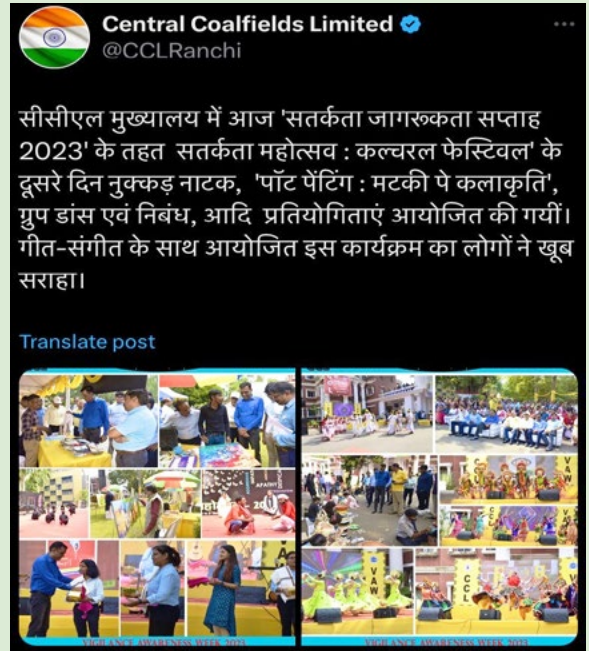 Central Coalfields Limited
@CCLRanchi
सीसीएल मुख्यालय में आज 'सतर्कता जागरूकता सप्ताह
2023' के तहत सतर्कता महोत्सव : कल्चरल फेस्टिवल' के
दूसरे दिन नुक्कड़ नाटक, 'पॉट पेंटिंग : मटकी पे कलाकृति',
ग्रुप डांस एवं निबंध, आदि प्रतियोगिताएं आयोजित की गयीं।
गीत-संगीत के साथ आयोजित इस कार्यक्रम का लोगों ने खूब
सराहा।
Translate post
VAW
CCL
VIGILANCE AWARENESS WEEK 2023
VIGILANCE AWARENESS WEEK 2023